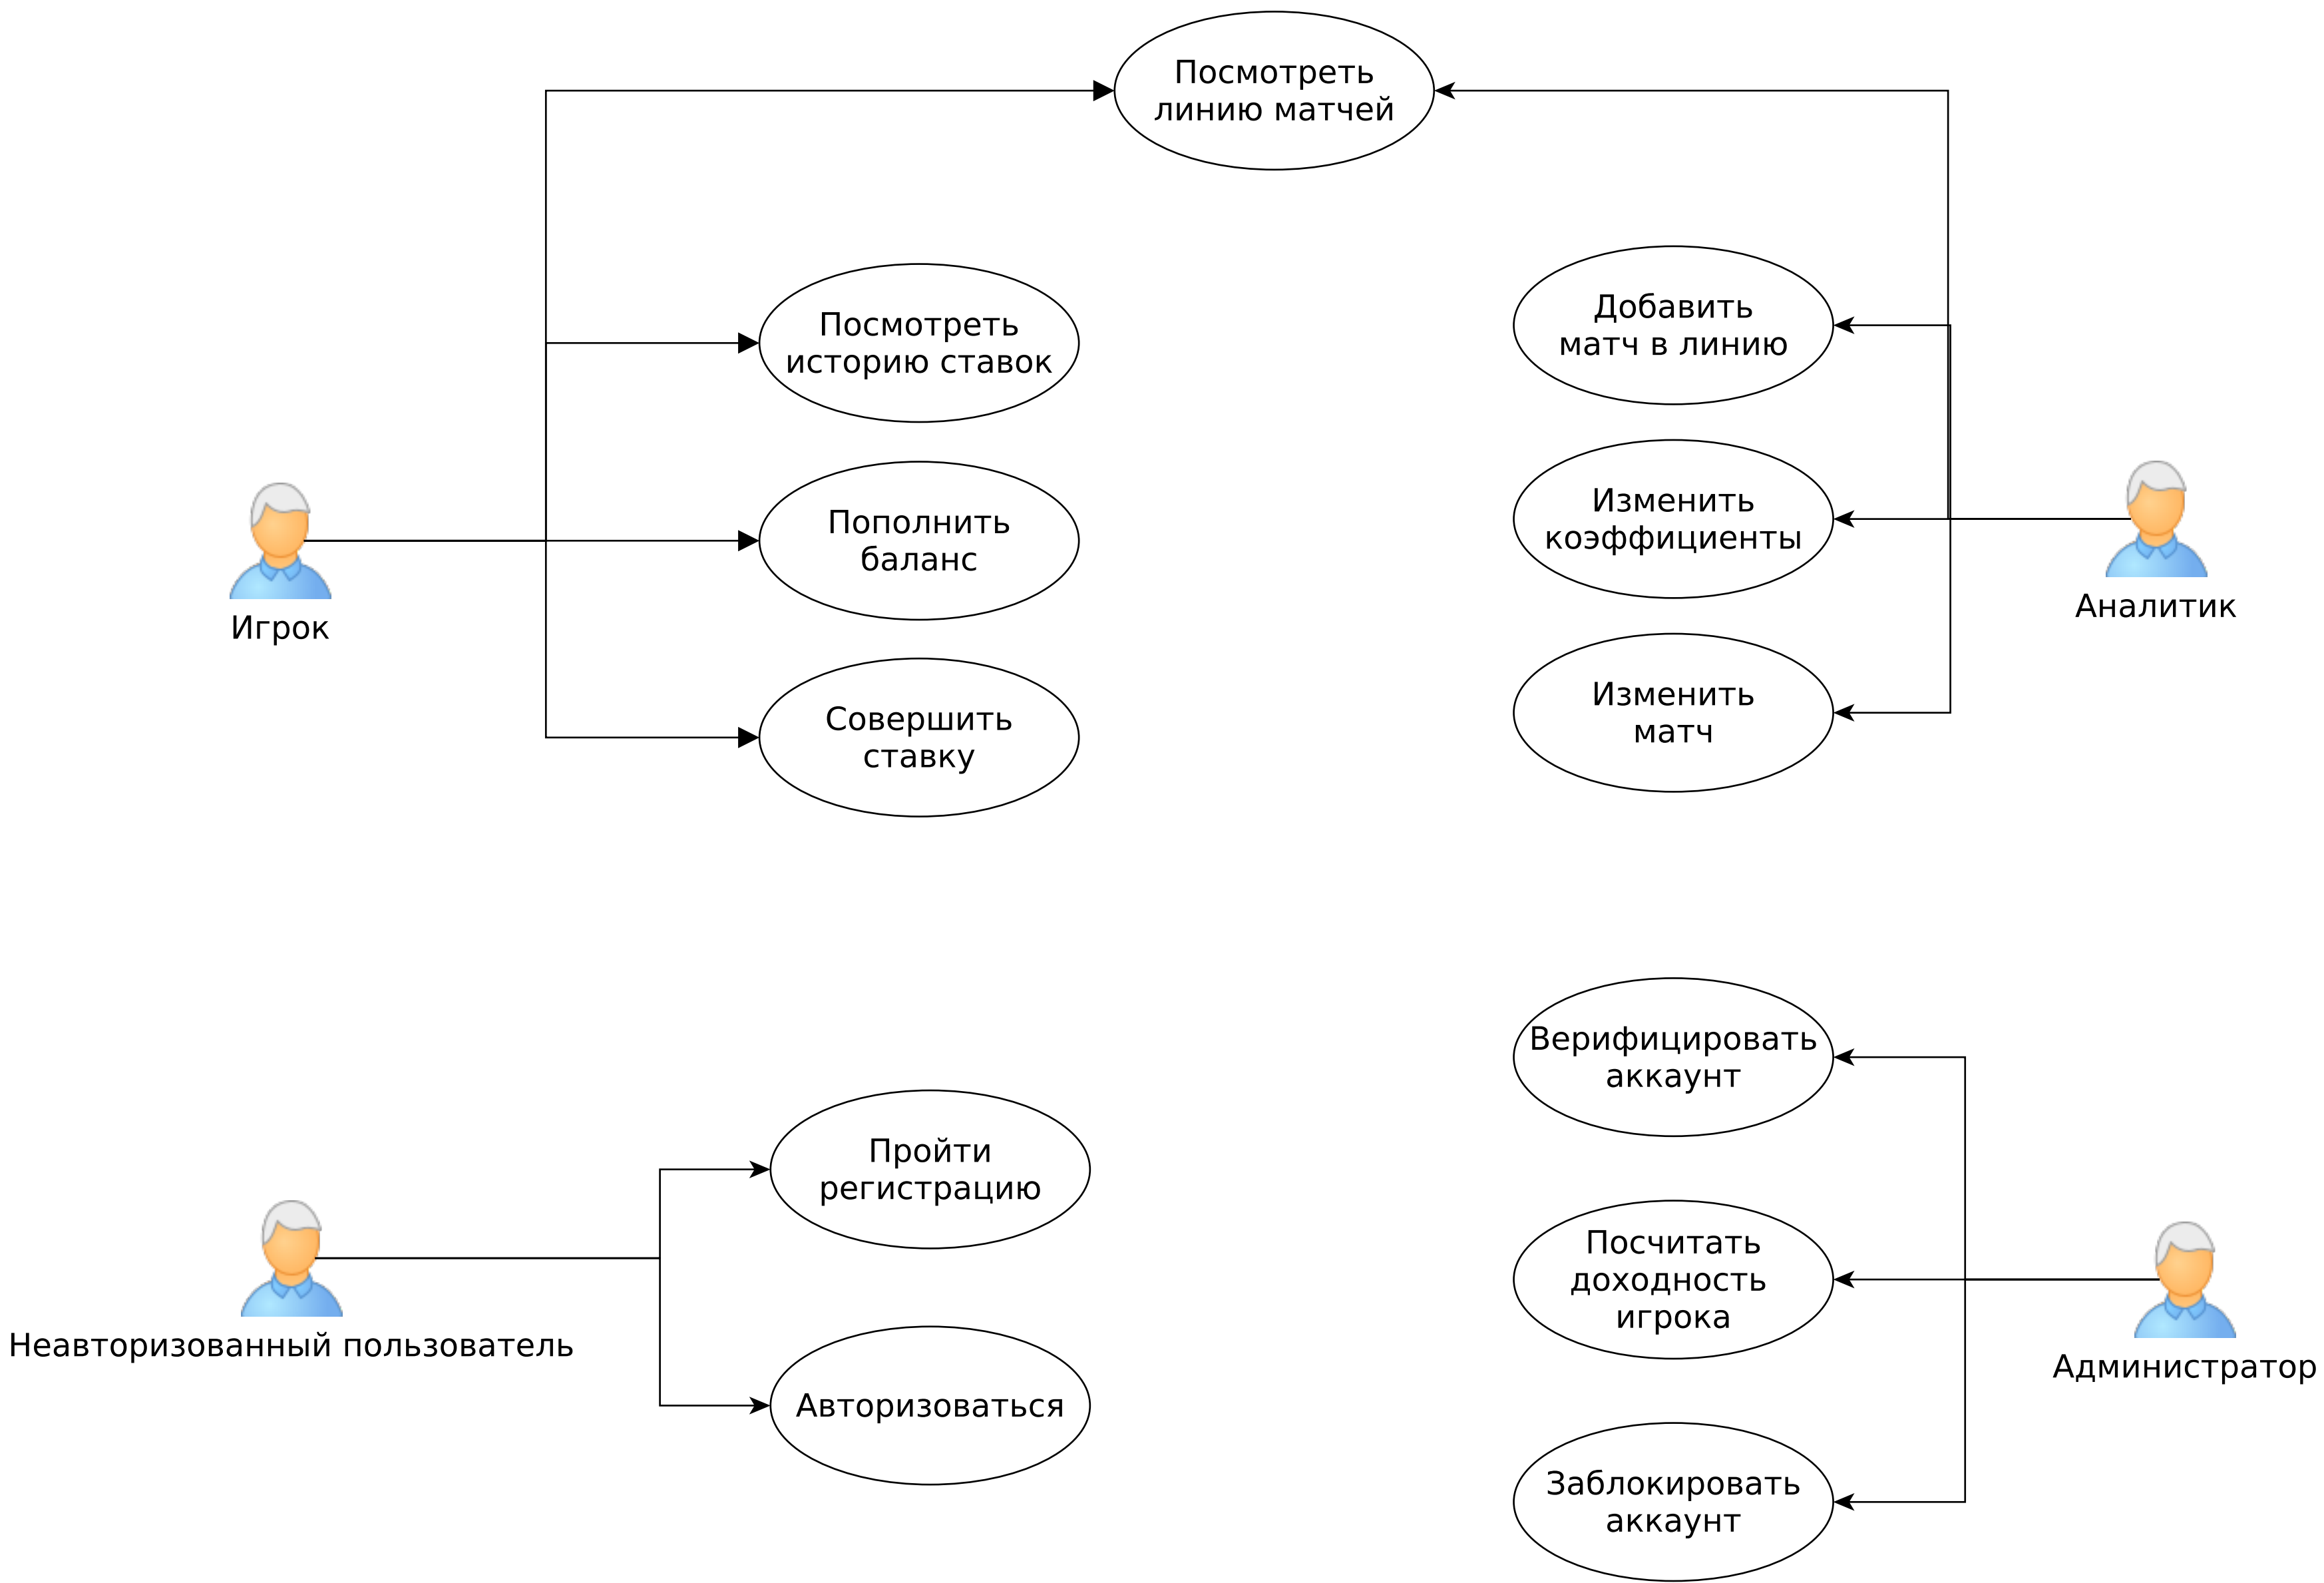 Посмотреть
линию матчей
Посмотреть
историю ставок
Добавить
матч в линию
Пополнить
баланс
Изменить
коэффициенты
Игрок
Аналитик
Совершить
ставку
Изменить
матч
Верифицировать
аккаунт
Пройти
регистрацию
Посчитать
доходность
игрока
Неавторизованный пользователь
Администратор
Авторизоваться
Заблокировать
аккаунт